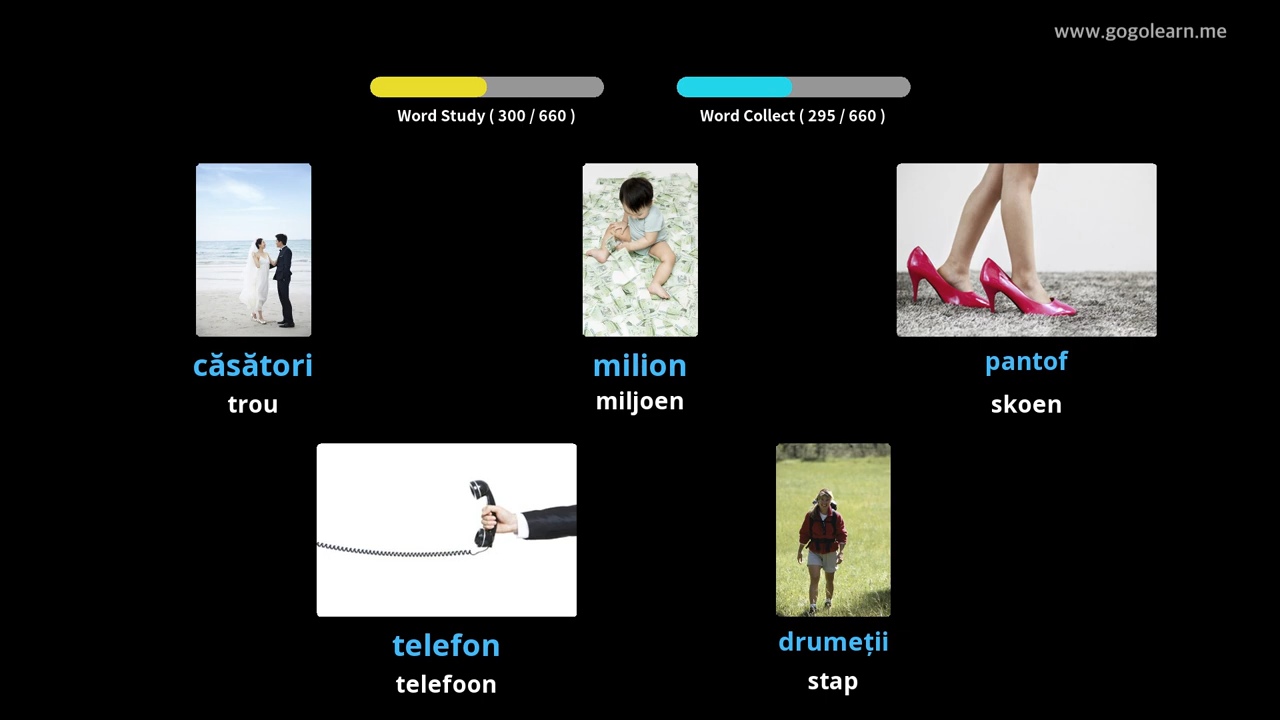 www.gogolearn.me
Word Study ( 300 / 660 )
Word Collect ( 295 / 660 )
căsători
trou
milion
miljoen
pantof
skoen
telefon
telefoon
drumeții
stap